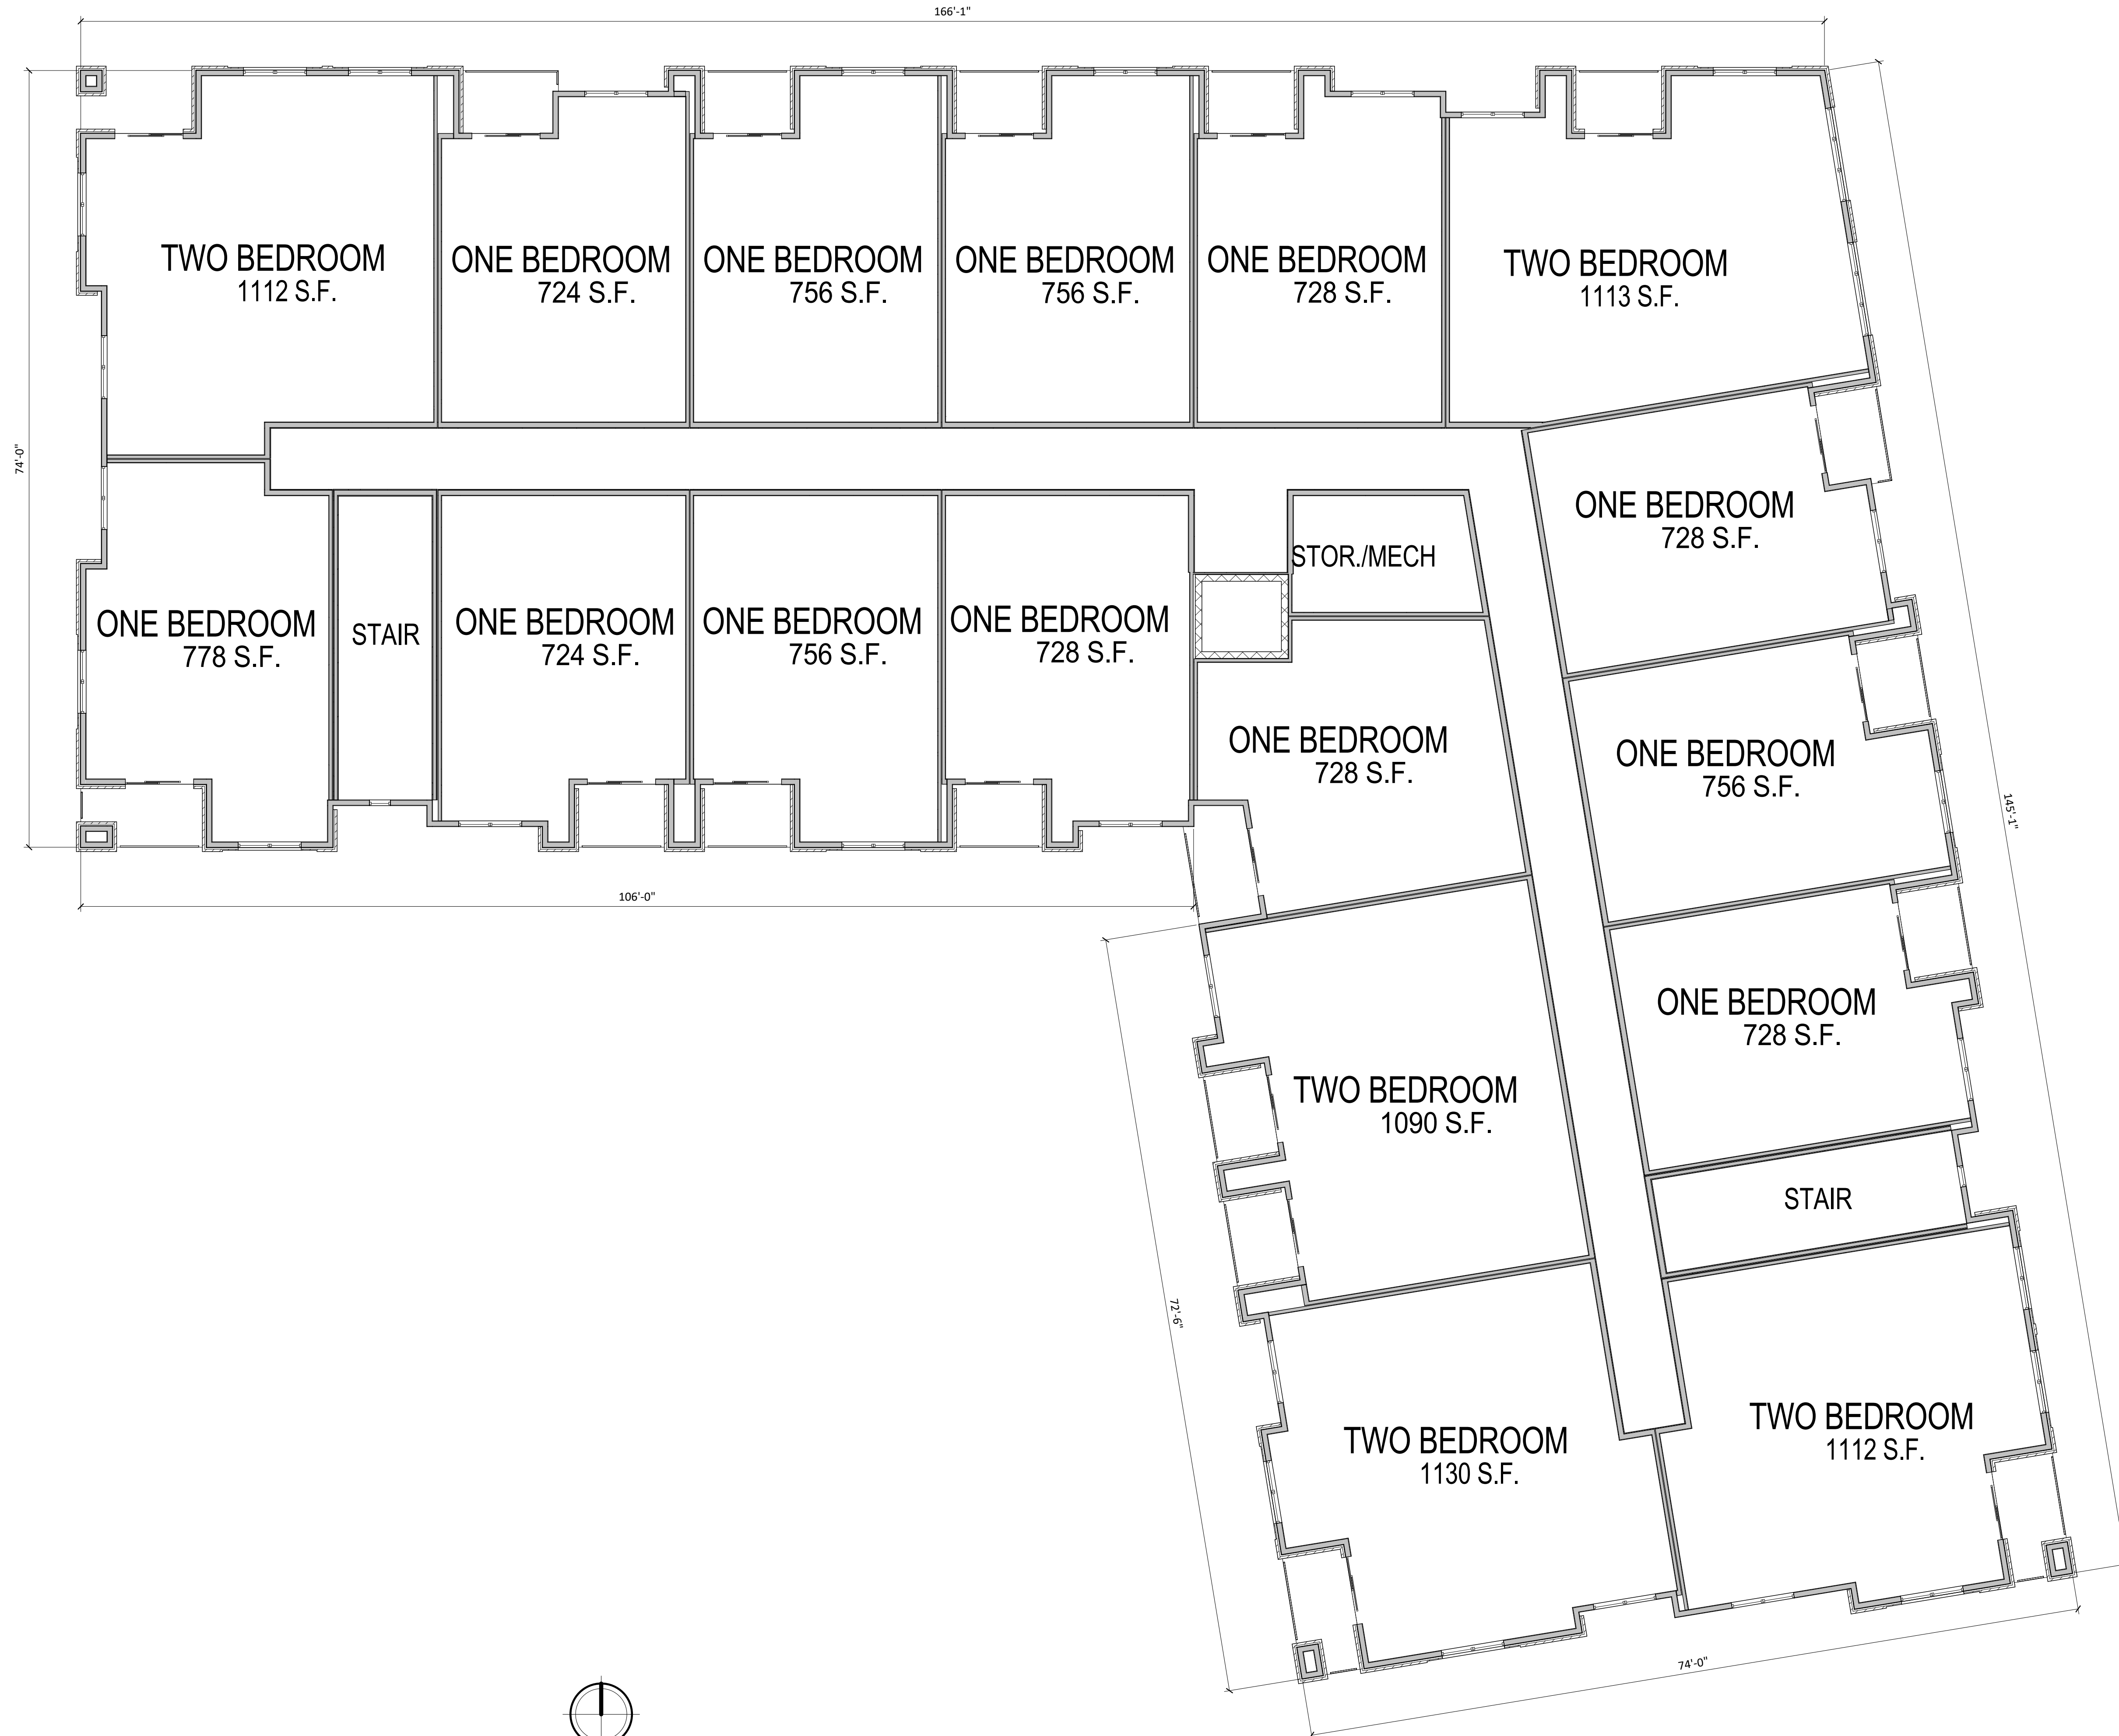 166'-1"
74'-0"
TWO BEDROOM
1112 S.F.
ONE BEDROOM
724 S.F.
ONE BEDROOM
756 S.F.
ONE BEDROOM
756 S.F.
ONE BEDROOM
728 S.F.
TWO BEDROOM
1113 S.F.
ONE BEDROOM
778 S.F.
STAIR
ONE BEDROOM
724 S.F.
ONE BEDROOM
756 S.F.
ONE BEDROOM
728 S.F.
STOR./MECH
ONE BEDROOM
728 S.F.
ONE BEDROOM
728 S.F.
ONE BEDROOM
756 S.F.
145'-1"
106'-0"
ONE BEDROOM
728 S.F.
TWO BEDROOM
1090 S.F.
STAIR
72'-6"
TWO BEDROOM
1130 S.F.
TWO BEDROOM
1112 S.F.
74'-0"